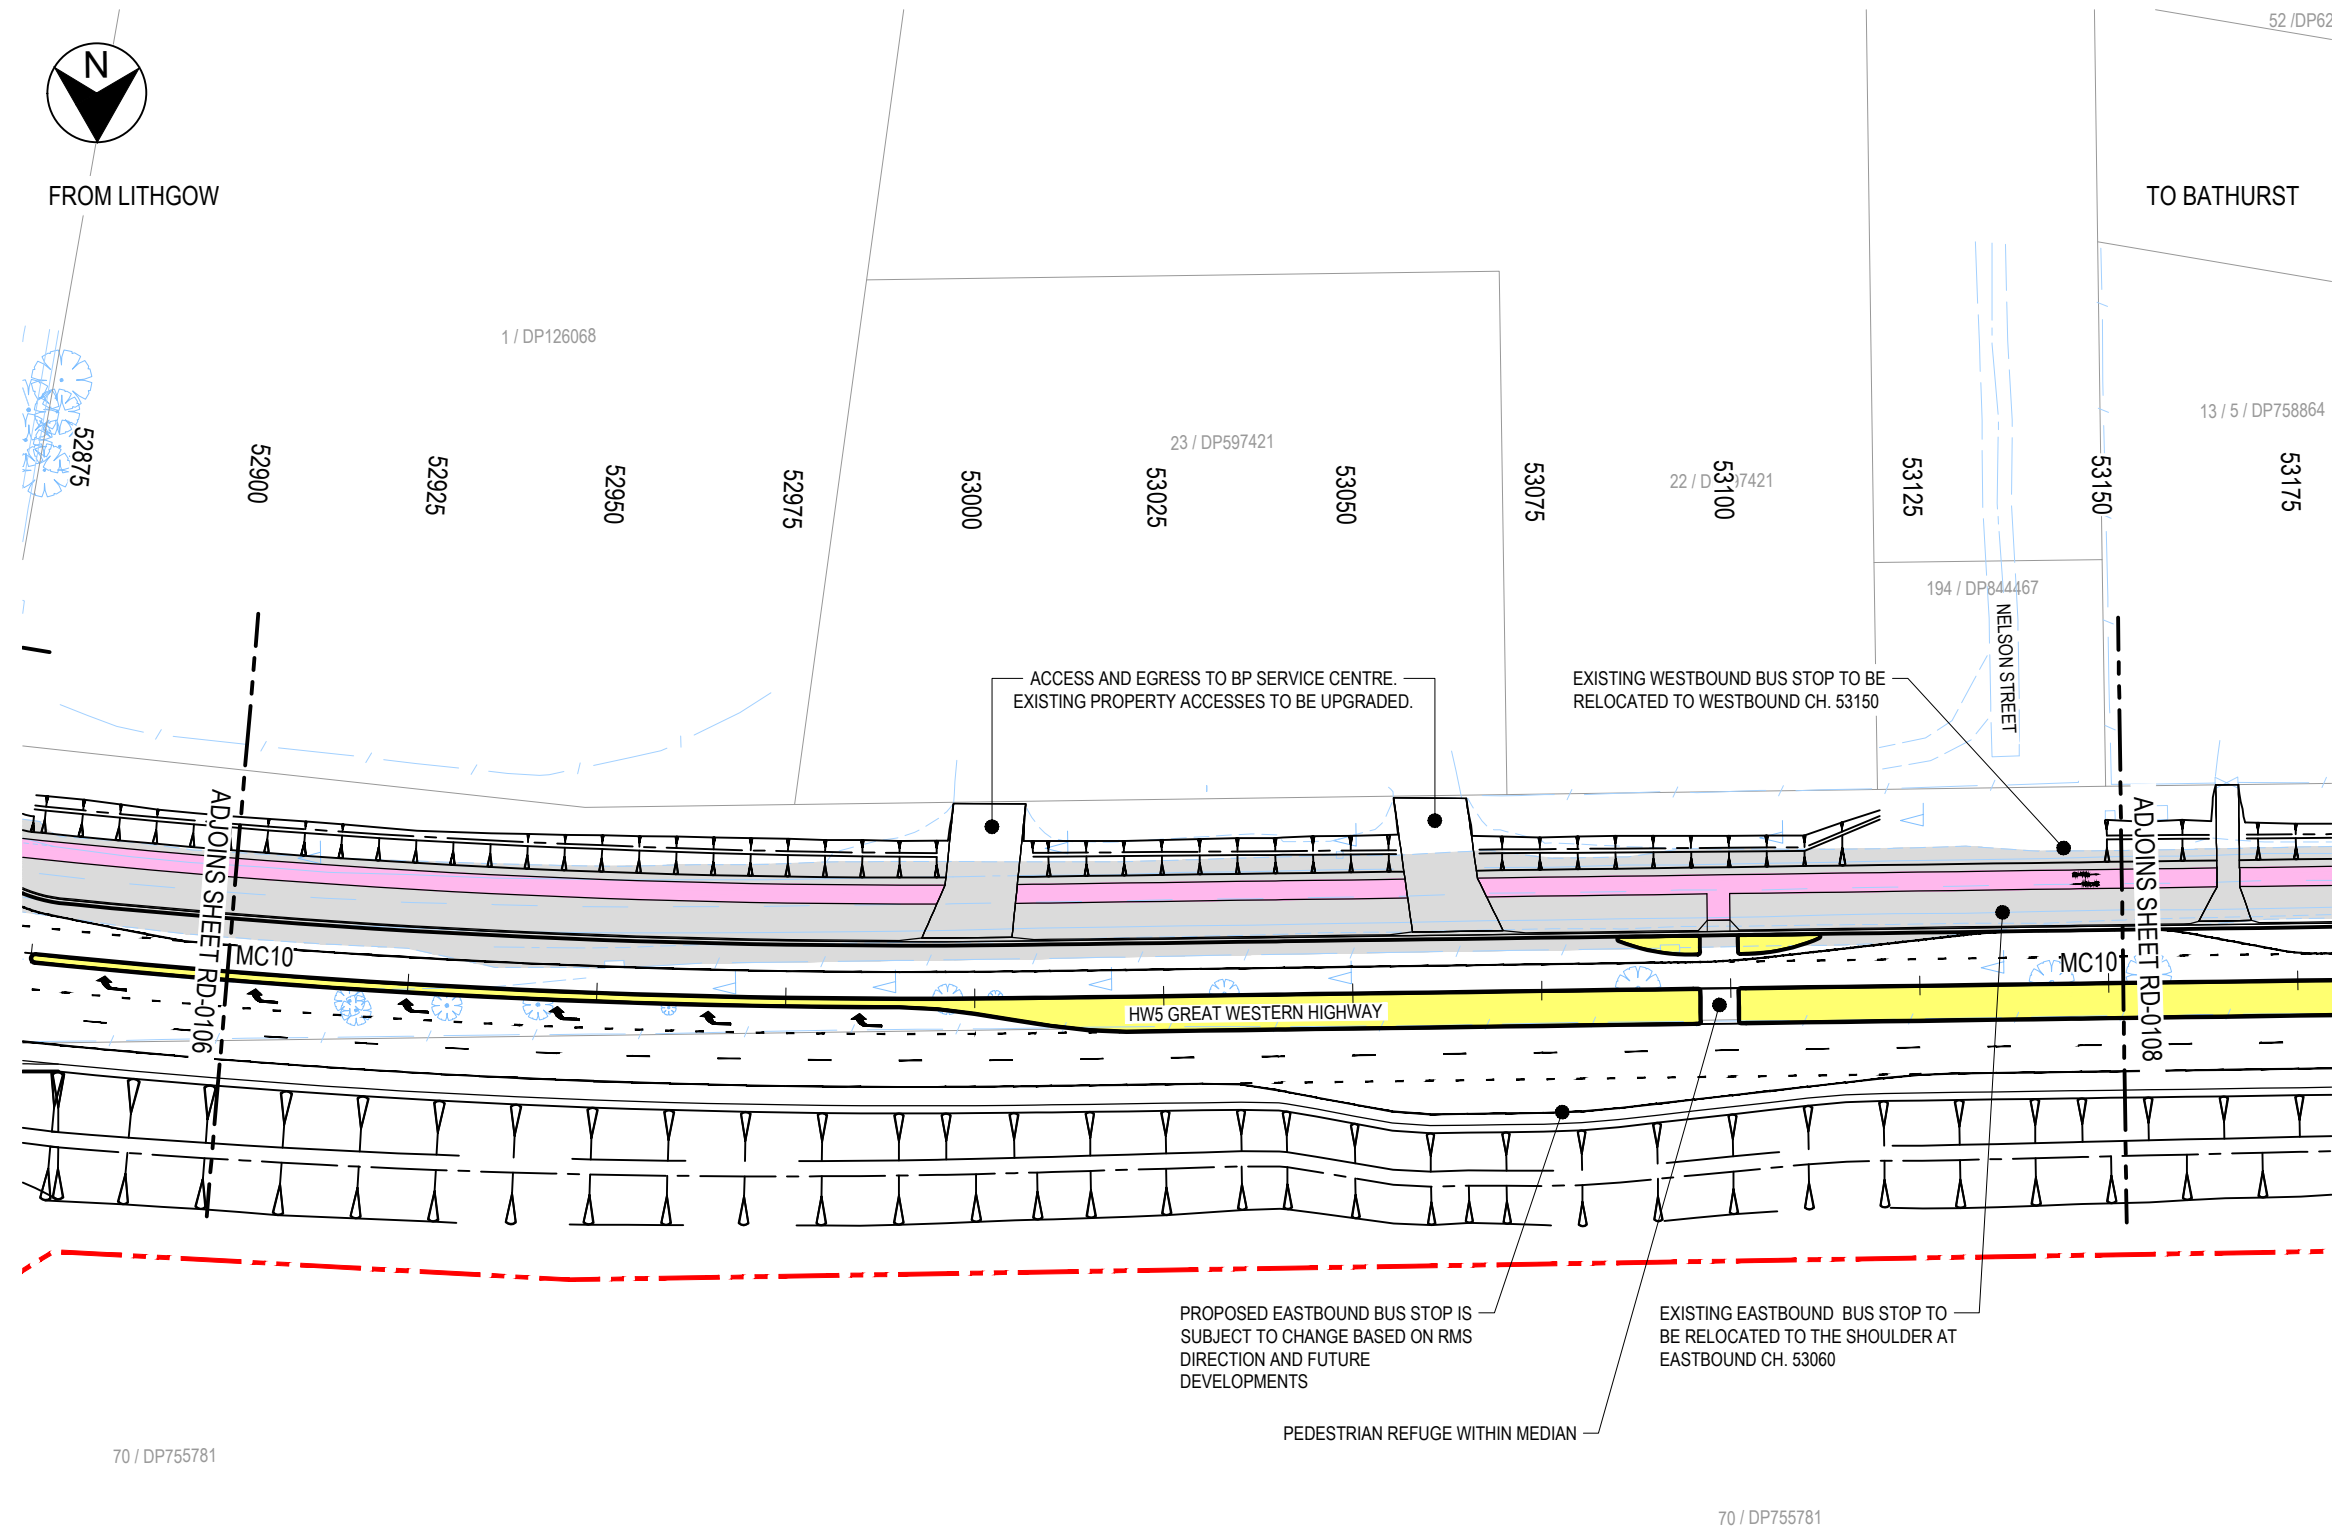 52 /DP62
N
FROM LITHGOW
TO BATHURST
1 / DP126068
23 / DP597421
13 / 5 / DP758864
52875
52900
52925
52950
52975
53000
53025
53050
53075
22 / D
97421
53100
53125
53150
53175
194 / DP844467
NELSON STREET
ACCESS AND EGRESS TO BP SERVICE CENTRE.
EXISTING PROPERTY ACCESSES TO BE UPGRADED.
EXISTING WESTBOUND BUS STOP TO BE
RELOCATED TO WESTBOUND CH. 53150
ADJOINS SHEET RD-0106
ADJOINS SHEET RD-0108
MC10
MC10
HW5 GREAT WESTERN HIGHWAY
PROPOSED EASTBOUND BUS STOP IS
SUBJECT TO CHANGE BASED ON RMS
DIRECTION AND FUTURE
DEVELOPMENTS
EXISTING EASTBOUND BUS STOP TO
BE RELOCATED TO THE SHOULDER AT
EASTBOUND CH. 53060
PEDESTRIAN REFUGE WITHIN MEDIAN
70 / DP755781
70 / DP755781